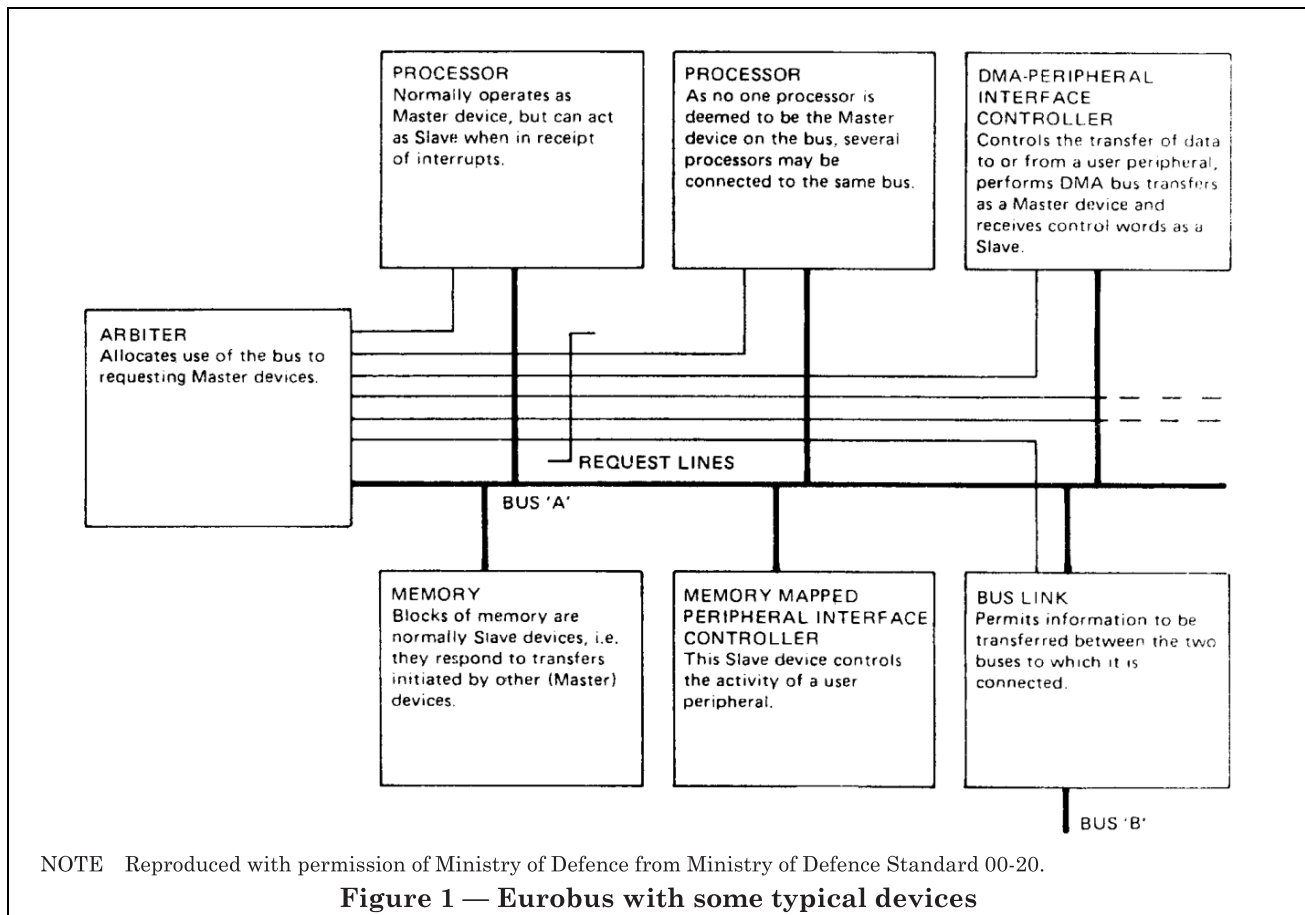 PROCESSOR
Normally operates as
Master device, but can act
as Slave when in receipt
of interrupts.
PROCESSOR
As no one processor is
deemed to be the Master
device on the bus, several
processors may be
connected to the same bus.
DMA-PERIPHERAL
INTERFACE
CONTROLLER
Controls the transfer of data
to or from a user peripheral,
performs DMA bus transfers
as a Master device and
receives control words as a
Slave.
ARBITER
Allocates use of the bus to
requesting Master devices.
REQUEST LINES
BUS 'A'
MEMORY
Blocks of memory are
normally Slave devices, i.e.
they respond to transfers
initiated by other (Master)
devices.
MEMORY MAPPED
PERIPHERAL INTERFACE
CONTROLLER
This Slave device controls
the activity of a user
peripheral.
BUS LINK
Permits information to be
transferred between the two
buses to which it is
connected.
BUS 'B'
NOTE Reproduced with permission of Ministry of Defence from Ministry of Defence Standard 00-20.
Figure 1 — Eurobus with some typical devices